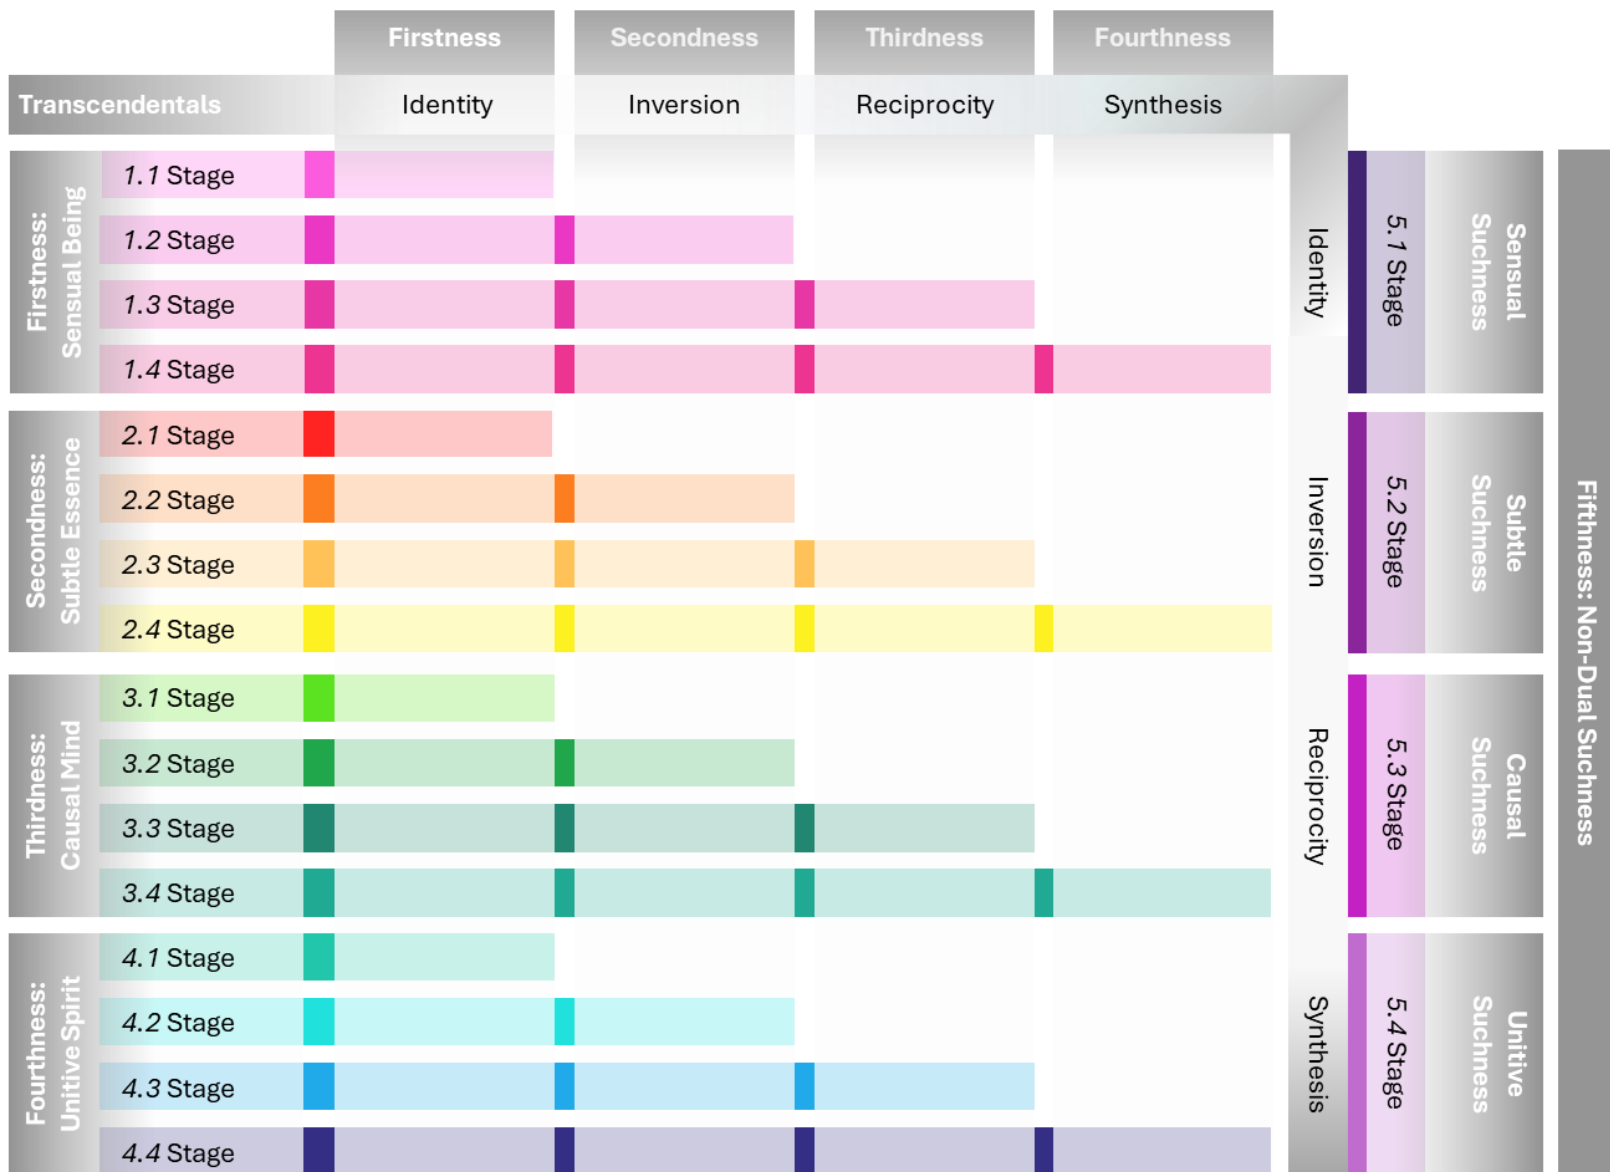 Firstness
Secondness
Thirdness
Fourthness
Transcendentals
Identity
Inversion
Reciprocity
Synthesis
Firstness:
Sensual Being
1.1 Stage
1.2 Stage
1.3 Stage
1.4 Stage
Secondness:
Subtle Essence
2.1 Stage
2.2 Stage
2.3 Stage
2.4 Stage
Thirdness:
Causal Mind
3.1 Stage
3.2 Stage
3.3 Stage
3.4 Stage
Fourthness:
Unitive Spirit
4.1 Stage
4.2 Stage
4.3 Stage
4.4 Stage
Identity
5.1 Stage
Sensual
Suchness
Inversion
5.2 Stage
Subtle
Suchness
Reciprocity
5.3 Stage
Causal
Suchness
Synthesis
5.4 Stage
Unitive
Suchness
Fifthness: Non-Dual Suchness